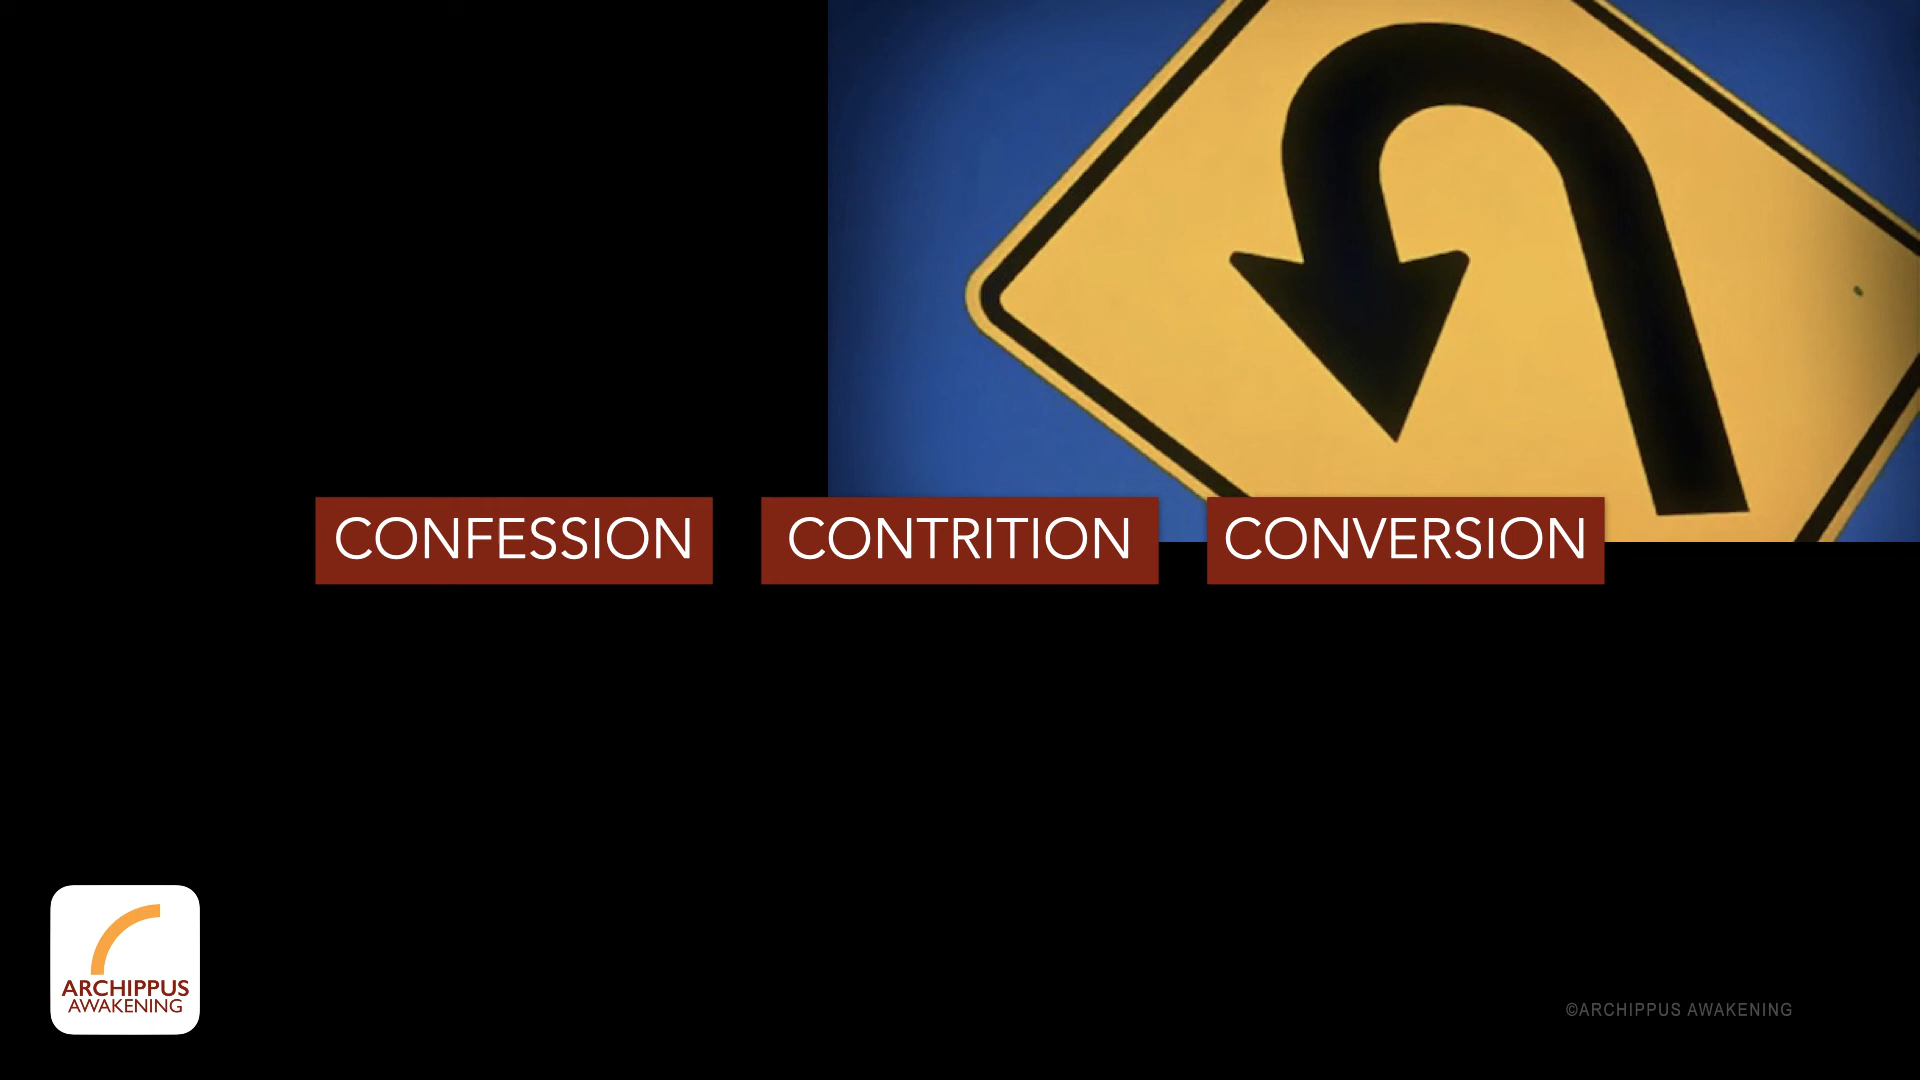 CONFESSION
CONTRITION
CONVERSION
ARCHIPPUS
AWAKENING
©ARCHIPPUS AWAKENING